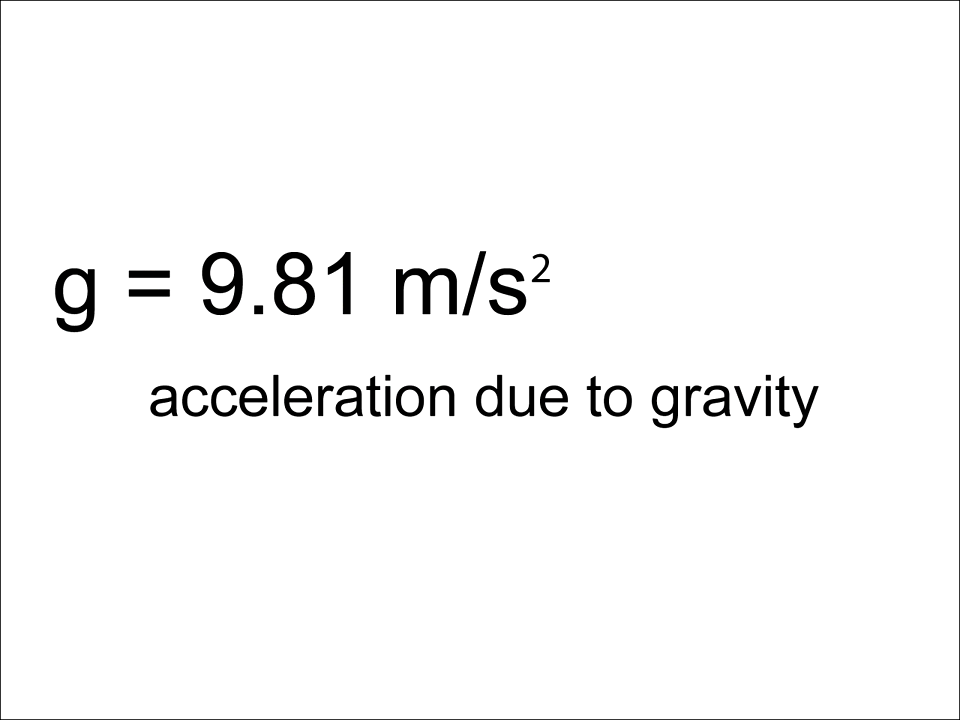 g = 9.81 m/s²
acceleration due to gravity